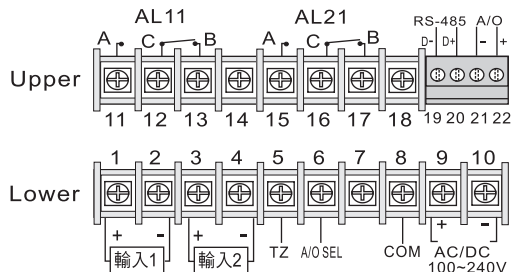 AL11 AL21 RS-485 A/O
A C B A C B D- D+ - +
Upper
11 12 13 14 15 16 17 18 19 20 21 22
1 2 3 4 5 6 7 8 9 10
Lower
+ - + - TZ A/O SEL COM + -
輸入1 輸入2 AC/DC
100~240V